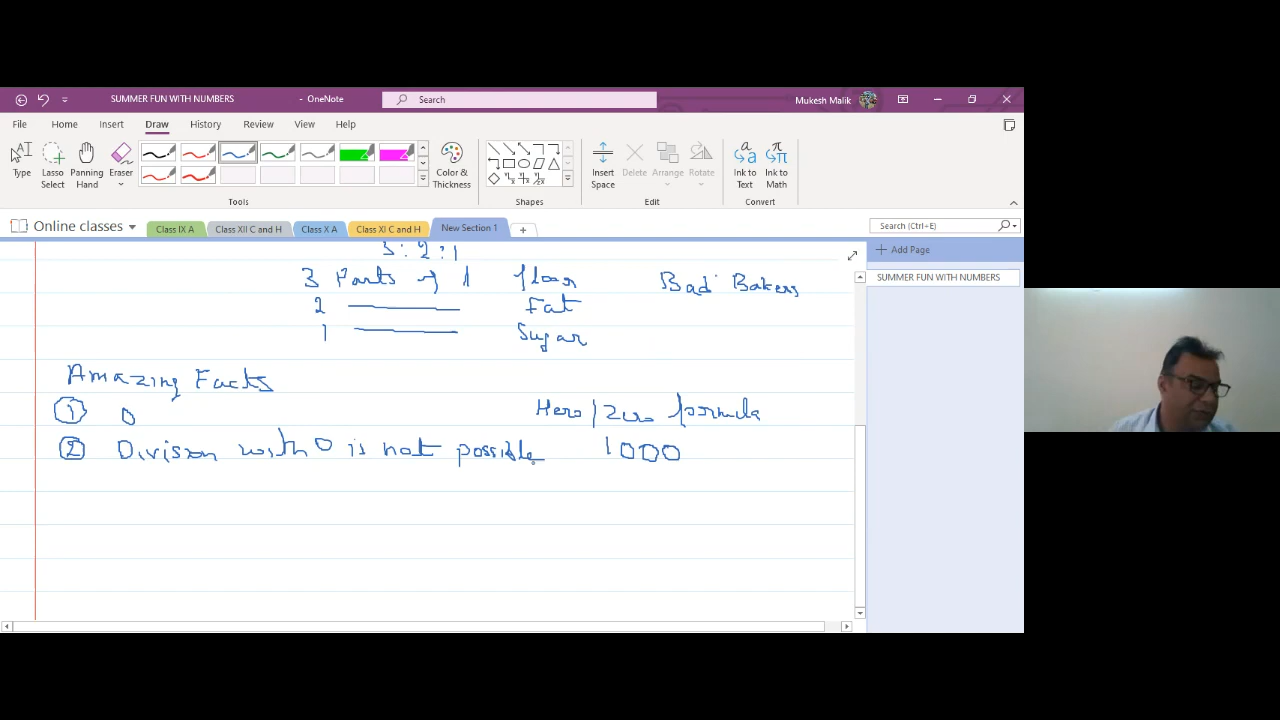 SUMMER FUN WITH NUMBERS - OneNote
Search
Mukesh Malik
File Home Insert Draw History Review View Help
Type
Lasso Select
Panning Hand
Eraser
Color & Thickness
Insert Space
Delete
Arrange
Rotate
Ink to Text
Ink to Math
Tools
Shapes
Edit
Convert
Online classes
Class IX A
Class XII C and H
Class X A
Class XI C and H
New Section 1
Search (Ctrl+E)
Add Page
SUMMER FUN WITH NUMBERS
3 : 2 : 1
3 Parts of floor Bad Bakers
2 Fat
1 Sugar
Amazing Facts
① 0 Hero / Zero formula
② Divison with 0 is not possible 1000